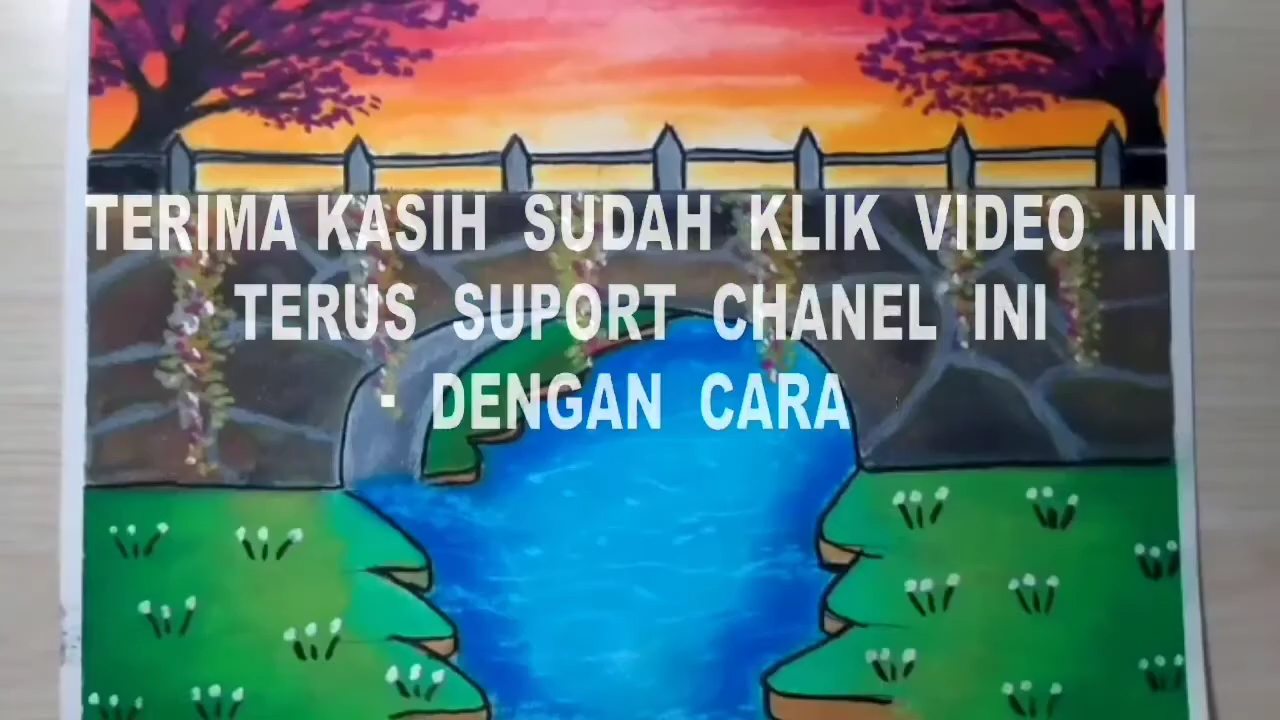 TERIMA KASIH SUDAH KLIK VIDEO INI
TERUS SUPORT CHANEL INI
· DENGAN CARA